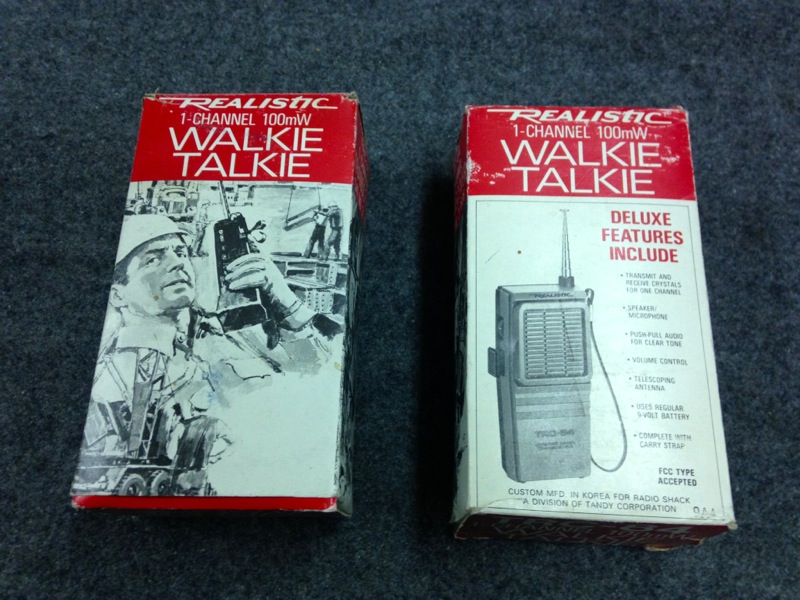 REALISTIC
1-CHANNEL 100mW
WALKIE
TALKIE
REALISTIC
1-CHANNEL 100mW
WALKIE
TALKIE
DELUXE
FEATURES
INCLUDE
• TRANSMIT AND
RECEIVE CRYSTALS
FOR ONE CHANNEL
• SPEAKER/
MICROPHONE
• PUSH-PULL AUDIO
FOR CLEAR TONE
• VOLUME CONTROL
• TELESCOPING
ANTENNA
• USES REGULAR
9-VOLT BATTERY
• COMPLETE WITH
CARRY STRAP
REALISTIC
FCC TYPE
ACCEPTED
CUSTOM MFD. IN KOREA FOR RADIO SHACK
A DIVISION OF TANDY CORPORATION